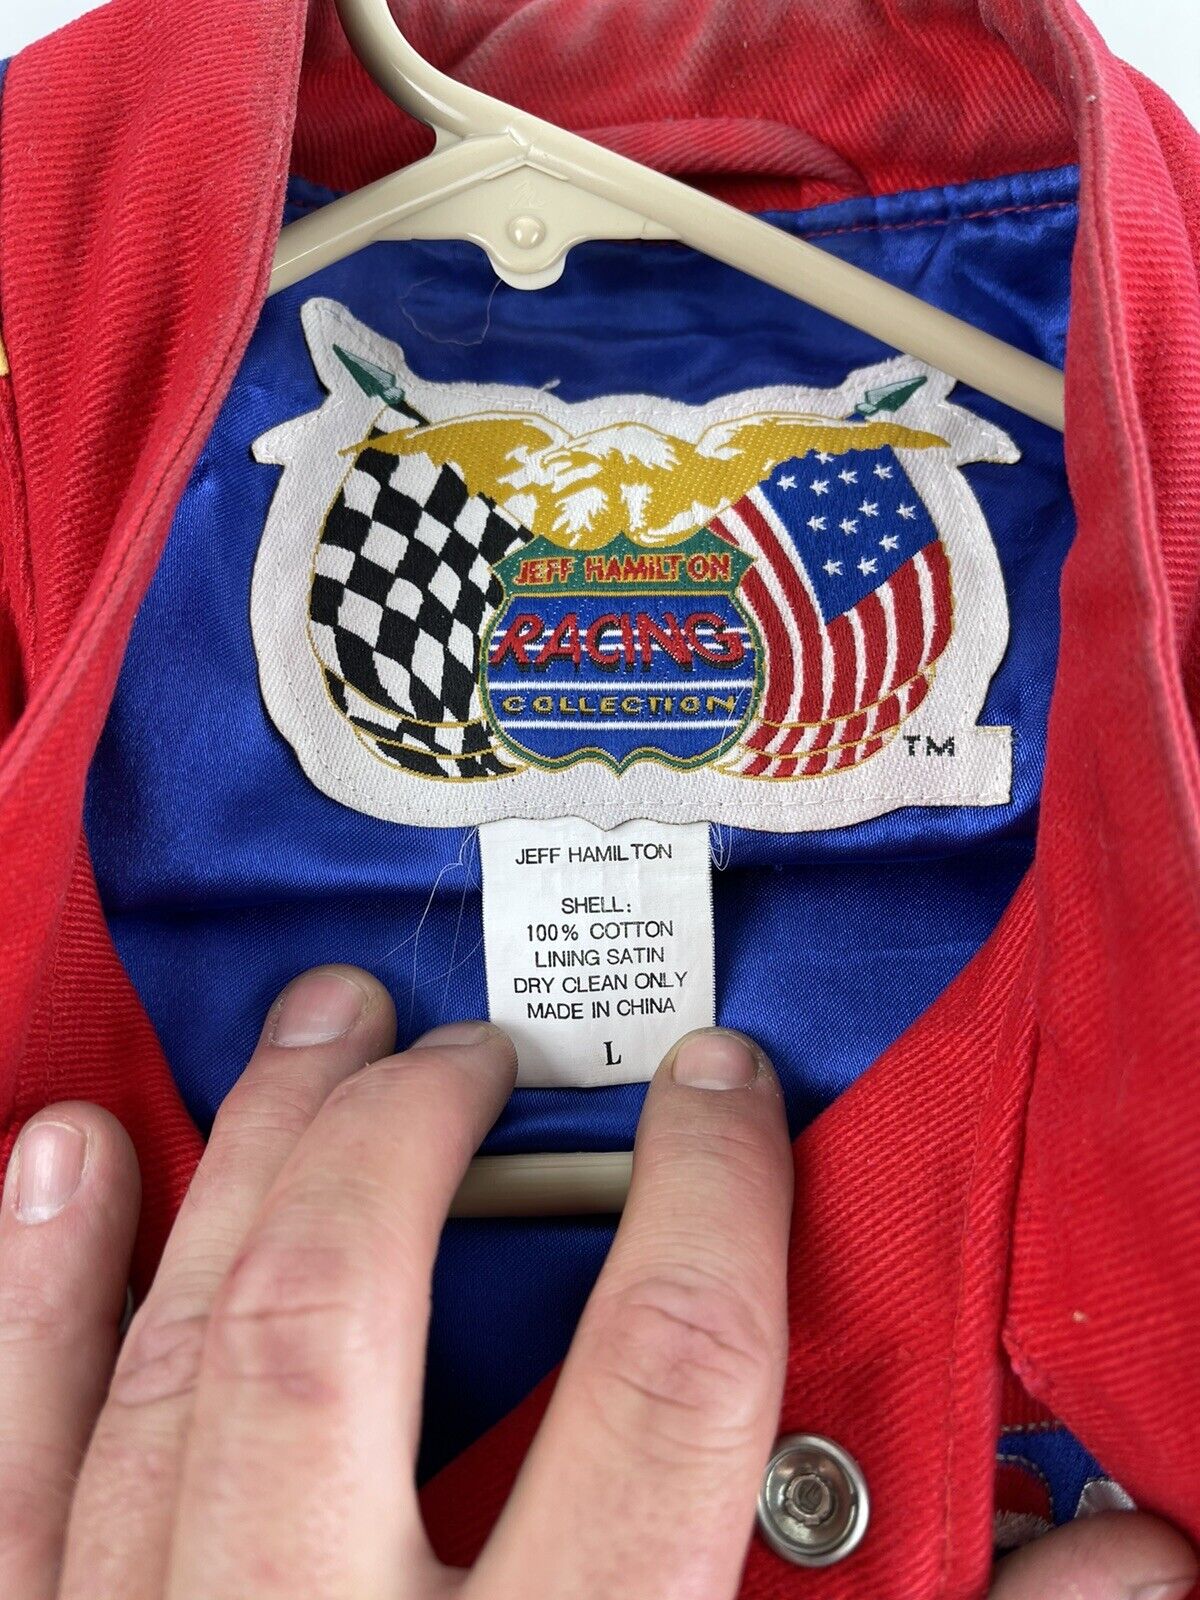 JEFF HAMILTON
RACING
COLLECTION
TM
JEFF HAMILTON
SHELL:
100% COTTON
LINING SATIN
DRY CLEAN ONLY
MADE IN CHINA
L